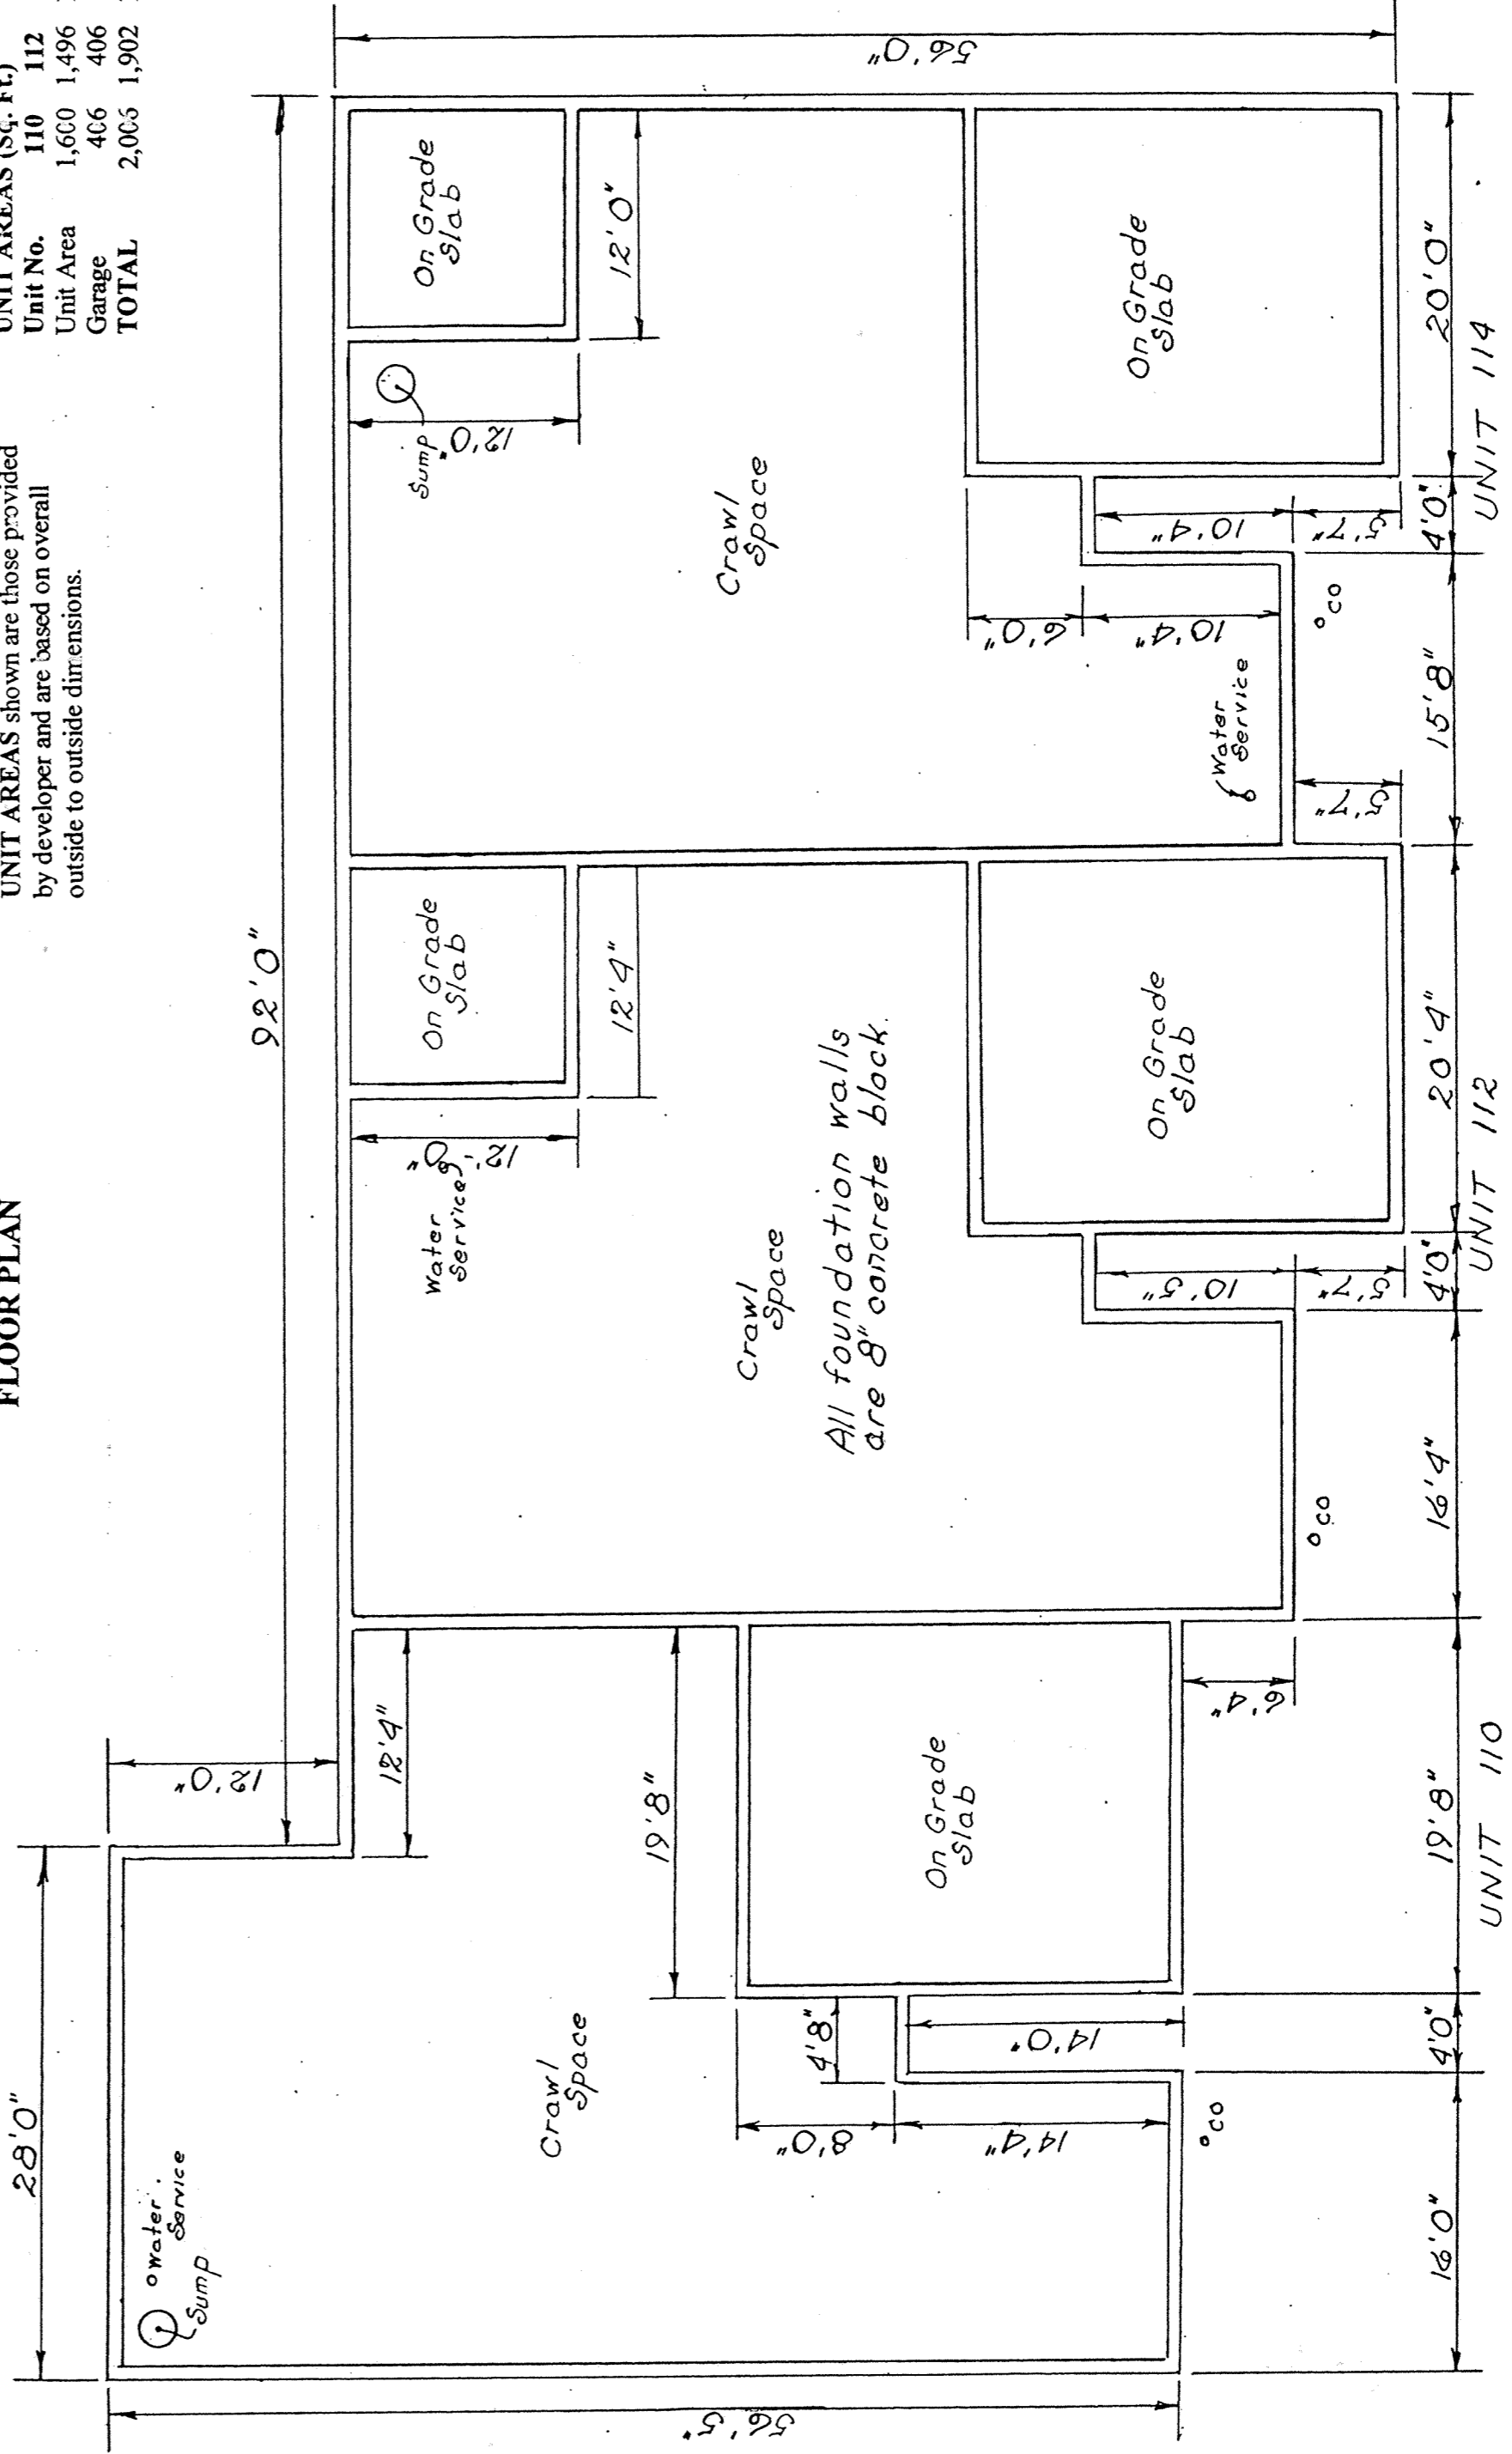 FLOOR PLAN
UNIT AREAS shown are those provided
by developer and are based on overall
outside to outside dimensions.
UNIT AREAS (Sq. Ft.)
Unit No. 110 112
Unit Area 1,600 1,496
Garage 406 406
TOTAL 2,006 1,902
28'0"
92'0"
12'0"
56'5"
56'0"
Water
Service
Sump
Crawl
Space
12'4"
19'8"
4'8"
8'0"
14'4"
14'0"
On Grade
Slab
6'4"
co
Water
Service
12'-0"
On Grade
Slab
12'4"
Crawl
Space
All foundation walls
are 8" concrete block.
On Grade
Slab
10'5"
5'7"
co
Sump
12'0"
On Grade
Slab
12'0"
Crawl
Space
6'0"
10'4"
10'4"
5'7"
5'7"
Water
Service
On Grade
Slab
co
16'0"
4'0"
19'8"
16'4"
4'0"
20'4"
15'8"
4'0"
20'0"
UNIT 110
UNIT 112
UNIT 114